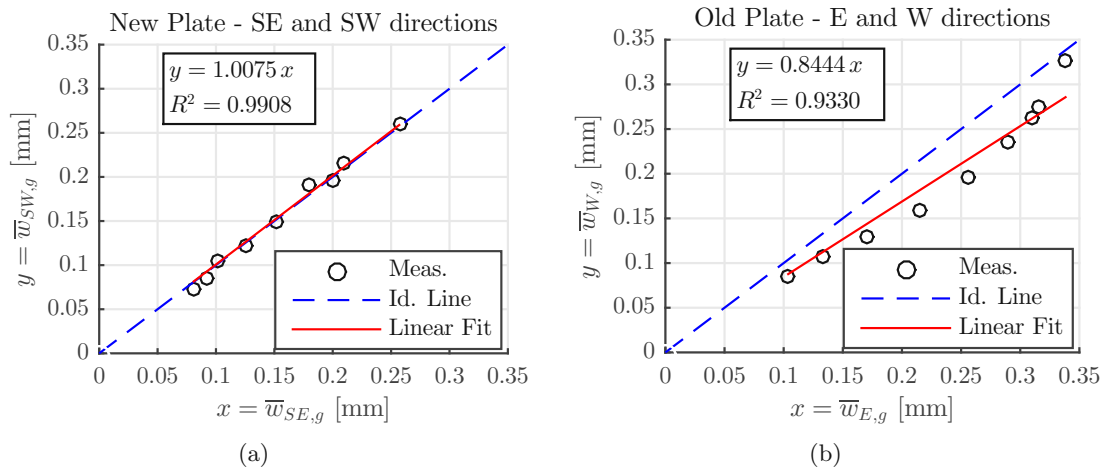 New Plate - SE and SW directions
0.35
0.3
0.25
0.2
0.15
0.1
0.05
0
y = 1.0075 x
R² = 0.9908
Meas.
Id. Line
Linear Fit
0 0.05 0.1 0.15 0.2 0.25 0.3 0.35
y = w̅_{SW,g} [mm]
x = w̅_{SE,g} [mm]
(a)
Old Plate - E and W directions
0.35
0.3
0.25
0.2
0.15
0.1
0.05
0
y = 0.8444 x
R² = 0.9330
Meas.
Id. Line
Linear Fit
0 0.05 0.1 0.15 0.2 0.25 0.3 0.35
y = w̅_{W,g} [mm]
x = w̅_{E,g} [mm]
(b)